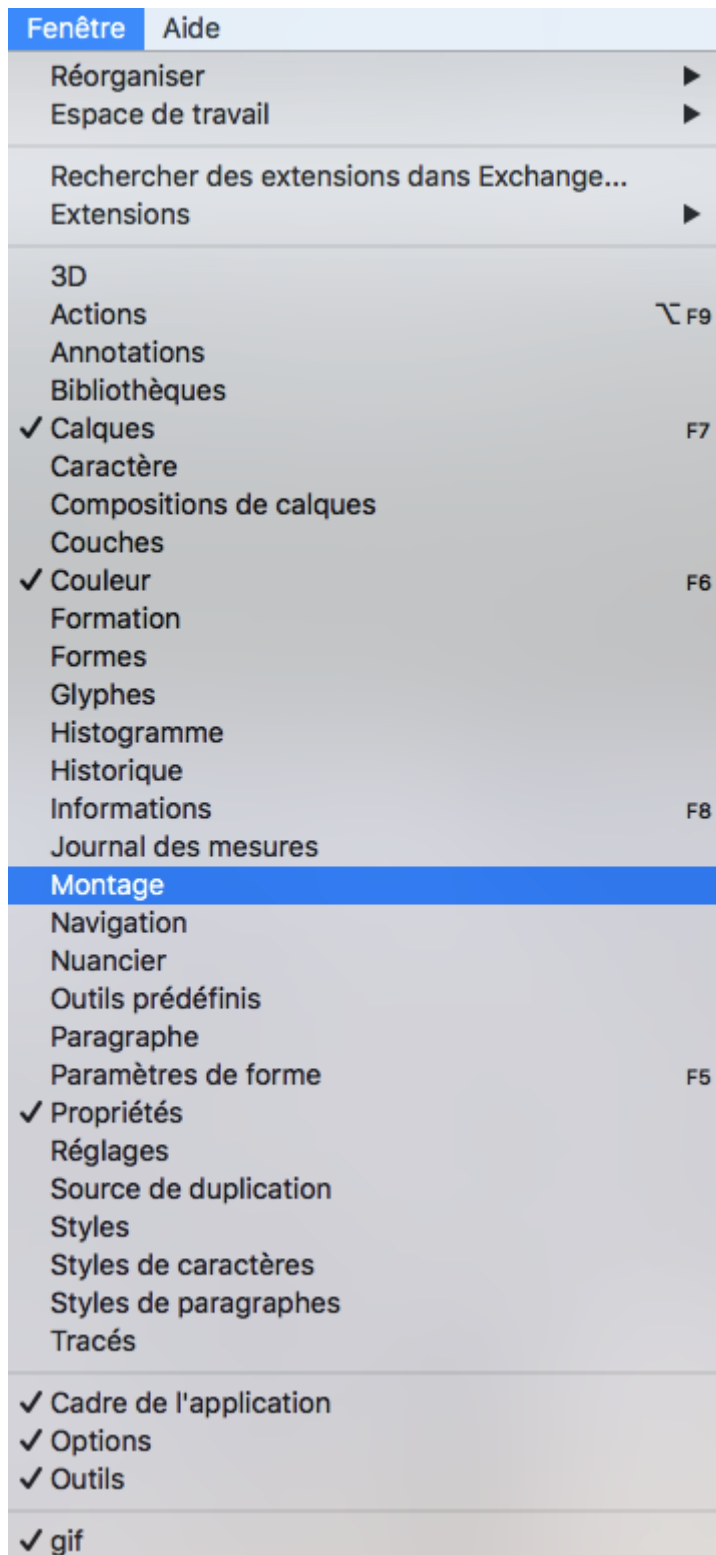 Fenêtre Aide
Réorganiser ▶
Espace de travail ▶
Rechercher des extensions dans Exchange...
Extensions ▶
3D
Actions ⌥ F9
Annotations
Bibliothèques
✓ Calques F7
Caractère
Compositions de calques
Couches
✓ Couleur F6
Formation
Formes
Glyphes
Histogramme
Historique
Informations F8
Journal des mesures
Montage
Navigation
Nuancier
Outils prédéfinis
Paragraphe
Paramètres de forme F5
✓ Propriétés
Réglages
Source de duplication
Styles
Styles de caractères
Styles de paragraphes
Tracés
✓ Cadre de l'application
✓ Options
✓ Outils
✓ gif